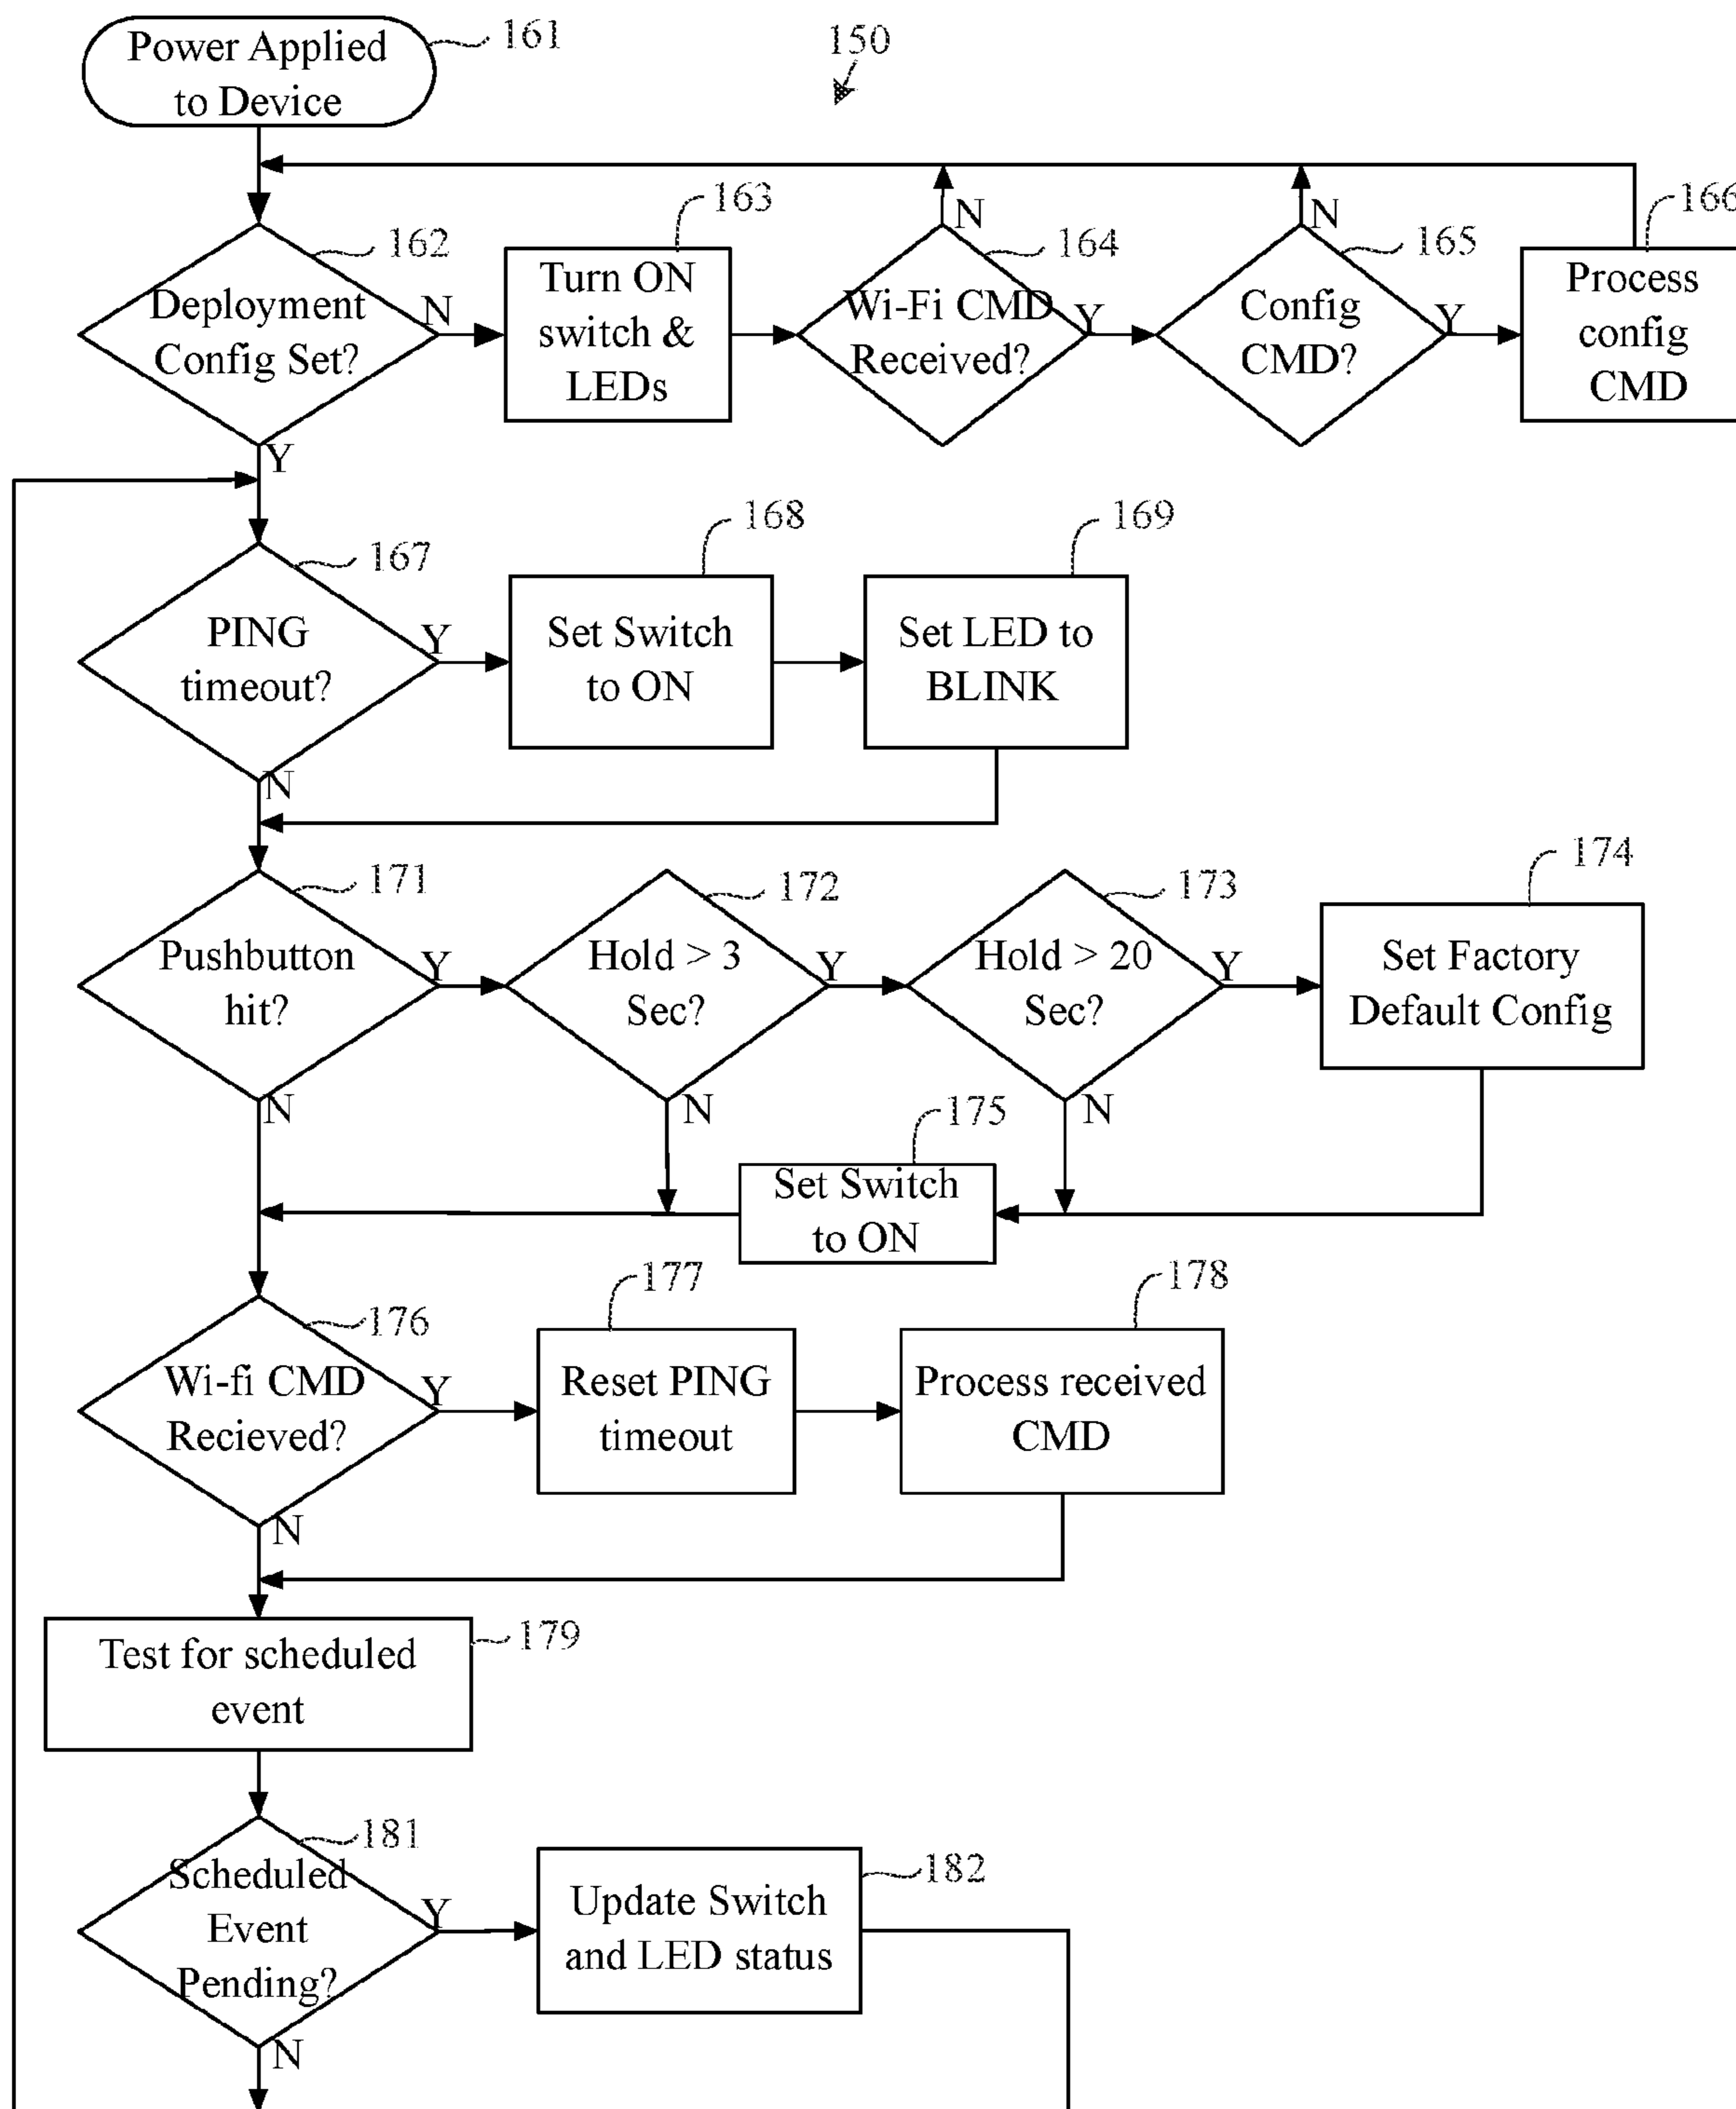 Power Applied
to Device
161
150
Deployment
Config Set?
162
N
Y
Turn ON
switch &
LEDs
163
Wi-Fi CMD
Received?
164
N
Y
Config
CMD?
165
N
Y
Process
config
CMD
166
PING
timeout?
167
Y
N
Set Switch
to ON
168
Set LED to
BLINK
169
Pushbutton
hit?
171
Y
N
Hold > 3
Sec?
172
Y
N
Hold > 20
Sec?
173
Y
N
Set Factory
Default Config
174
Set Switch
to ON
175
Wi-fi CMD
Recieved?
176
Y
N
Reset PING
timeout
177
Process received
CMD
178
Test for scheduled
event
179
Scheduled
Event
Pending?
181
Y
N
Update Switch
and LED status
182